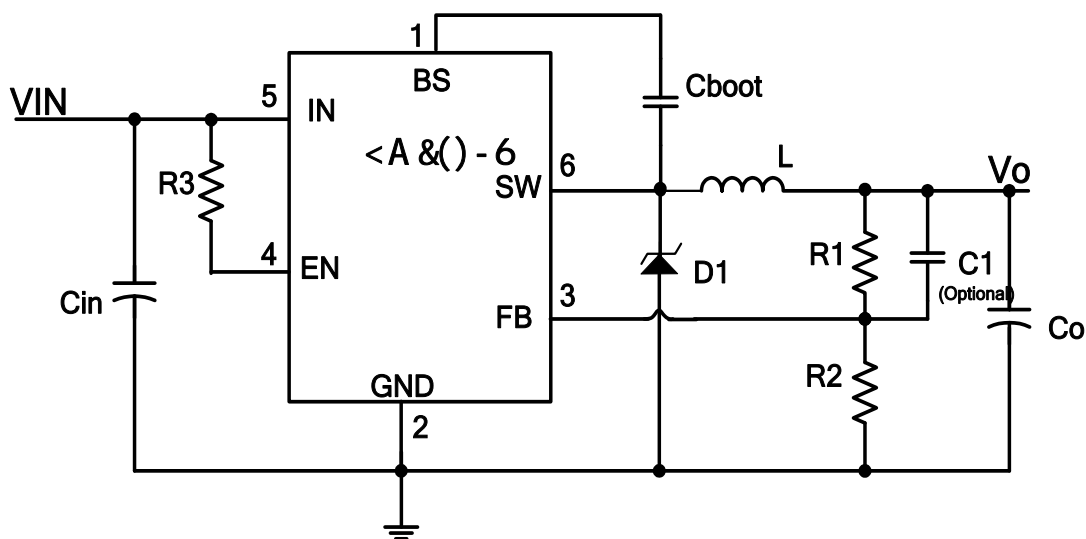 1
BS
Cboot
VIN
5
IN
<A &()-6
6
SW
L
Vo
R3
4
EN
D1
R1
C1
(Optional)
Cin
3
FB
Co
R2
GND
2